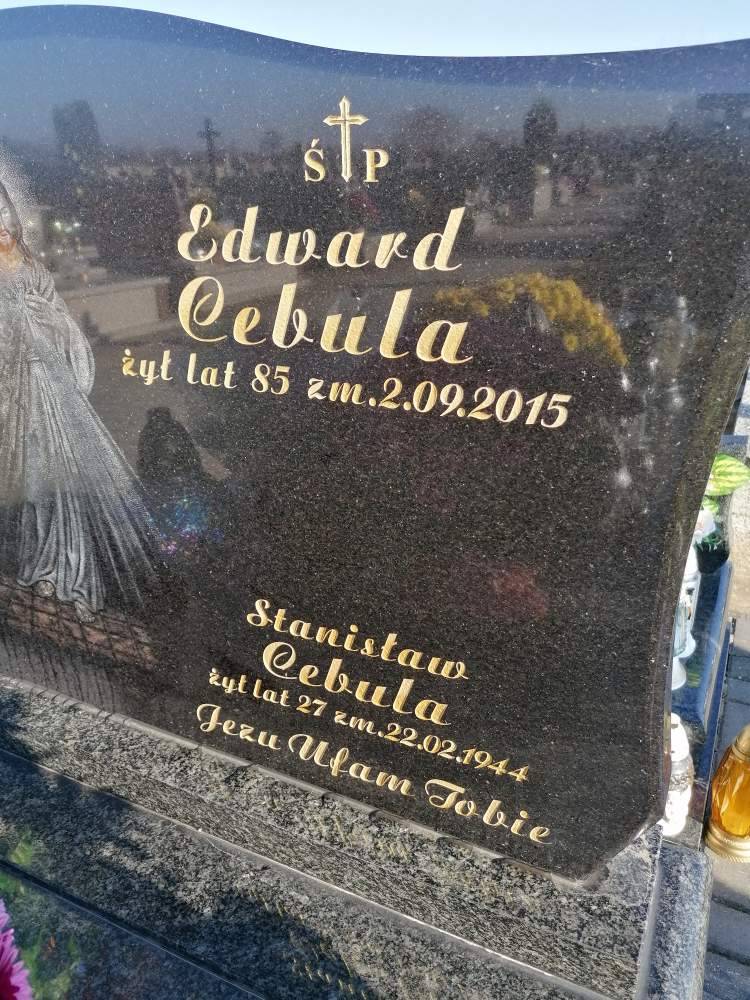 Ś P
Edward
Cebula
żył lat 85 zm.2.09.2015
Stanisław
Cebula
żył lat 27 zm.22.02.1944
Jezu Ufam Tobie